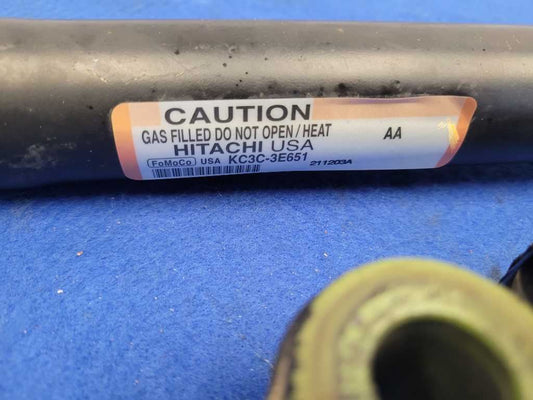 CAUTION
GAS FILLED DO NOT OPEN / HEAT AA
HITACHI USA
FoMoCo USA KC3C-3E651 211203A